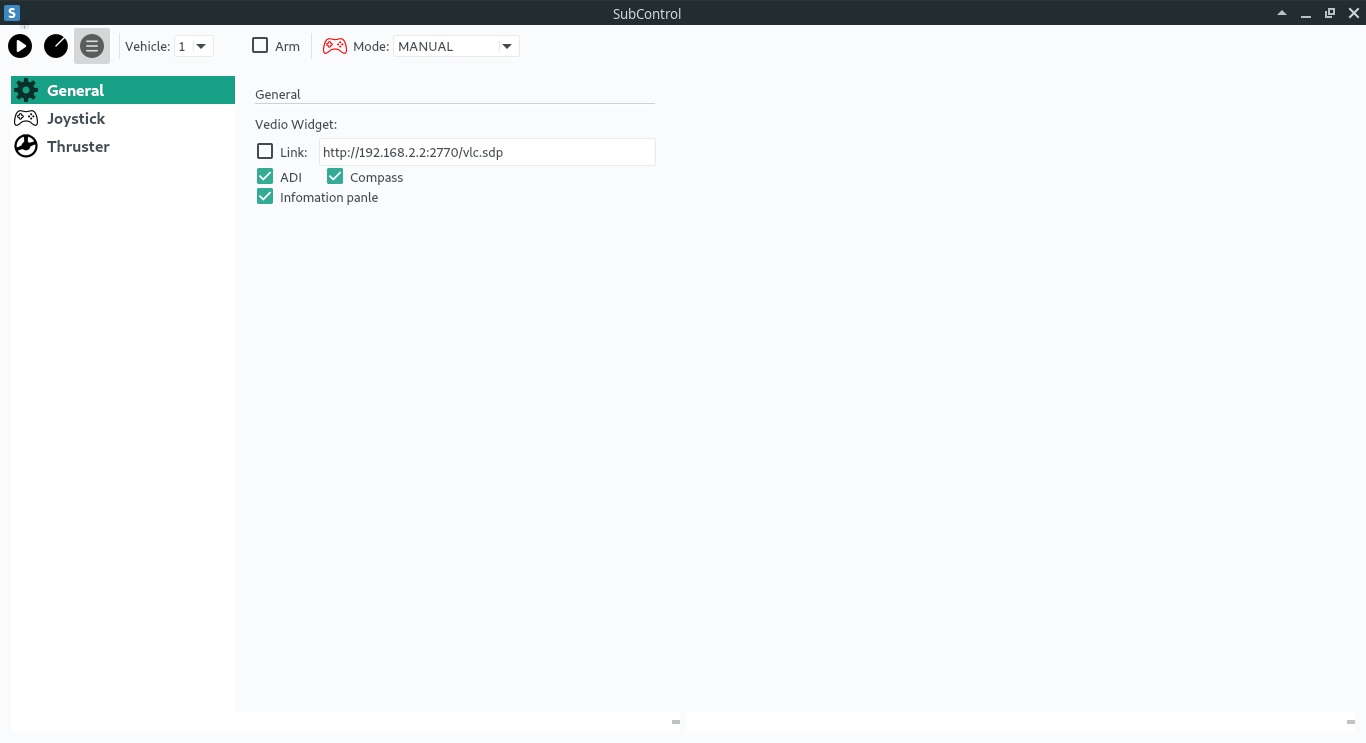 S
SubControl
Vehicle: 1
Arm
Mode: MANUAL
General
Joystick
Thruster
General
Vedio Widget:
Link: http://192.168.2.2:2770/vlc.sdp
ADI Compass
Infomation panle